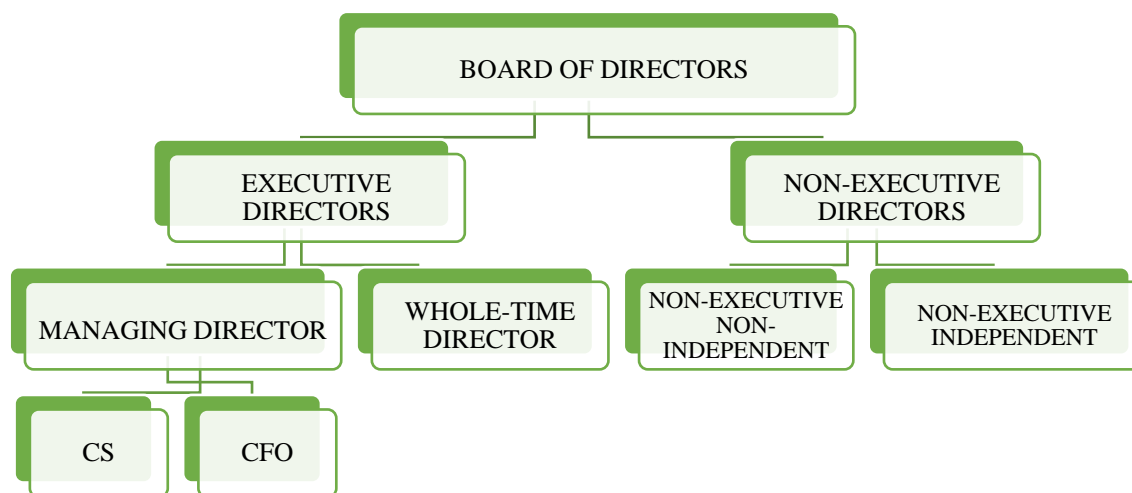 BOARD OF DIRECTORS
EXECUTIVE
DIRECTORS
NON-EXECUTIVE
DIRECTORS
MANAGING DIRECTOR
WHOLE-TIME
DIRECTOR
NON-EXECUTIVE
NON-
INDEPENDENT
NON-EXECUTIVE
INDEPENDENT
CS
CFO